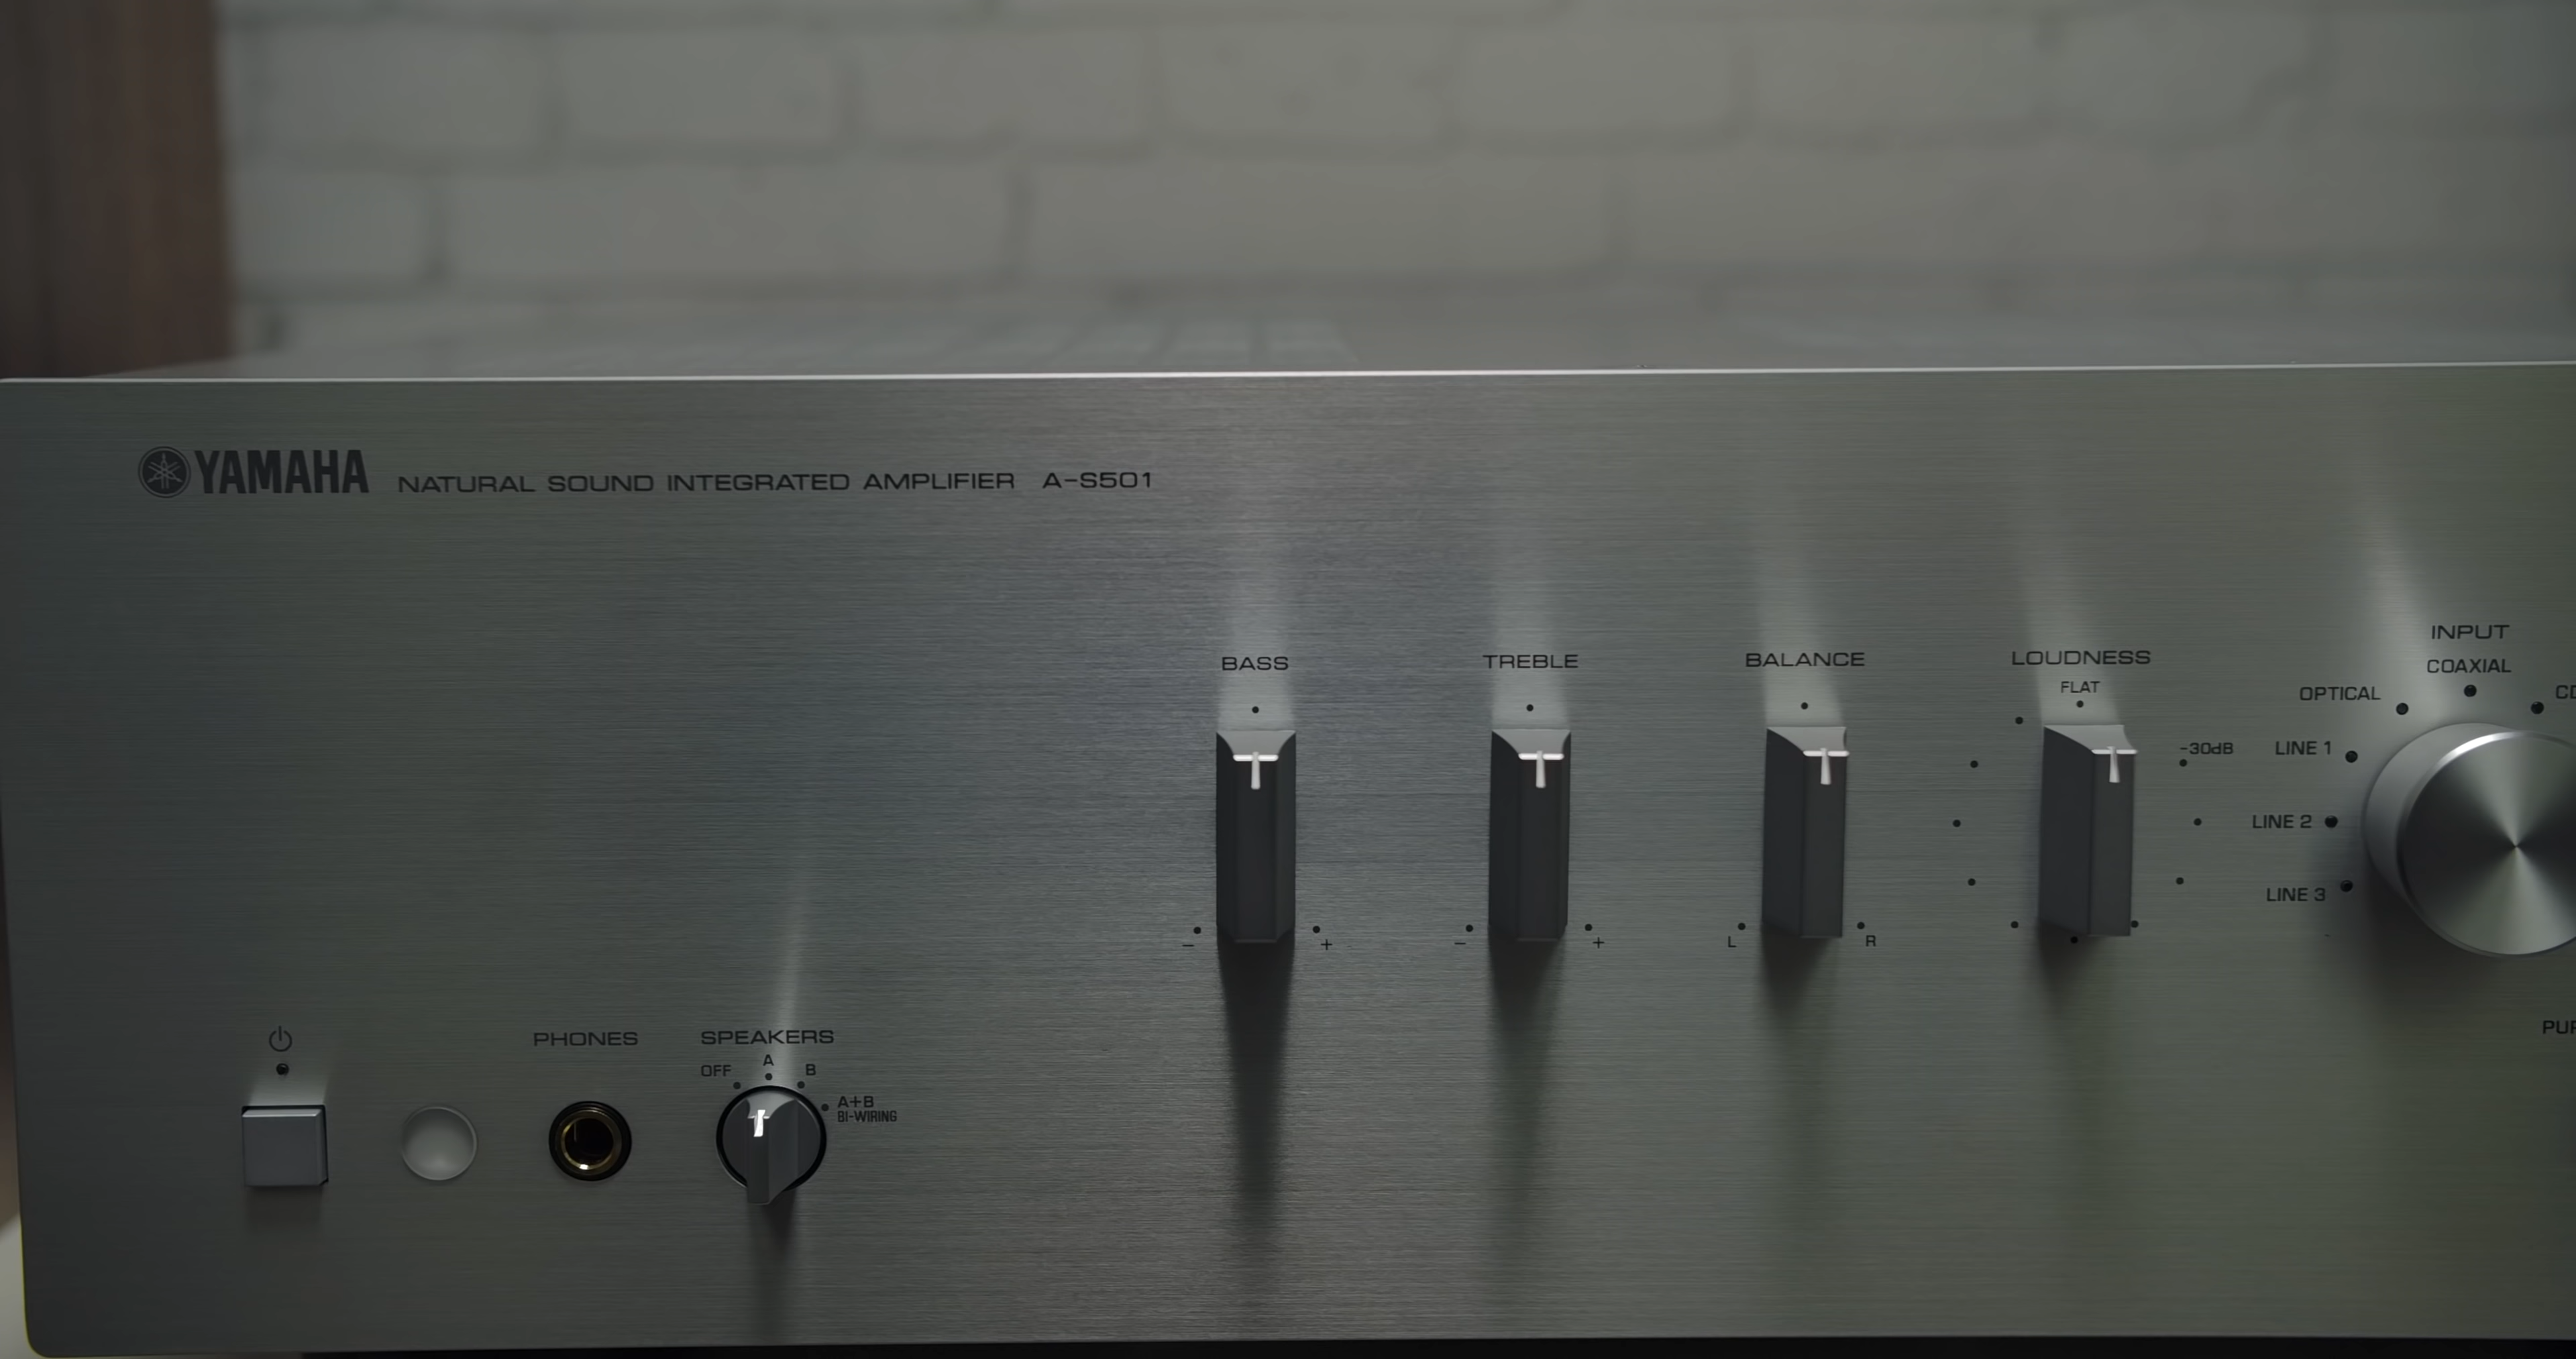 YAMAHA NATURAL SOUND INTEGRATED AMPLIFIER A-S501
INPUT
BASS TREBLE BALANCE LOUDNESS
COAXIAL
FLAT
OPTICAL
-30dB
LINE 1
LINE 2
LINE 3
- + - + L R
PHONES SPEAKERS
A
OFF B
A+B
BI-WIRING